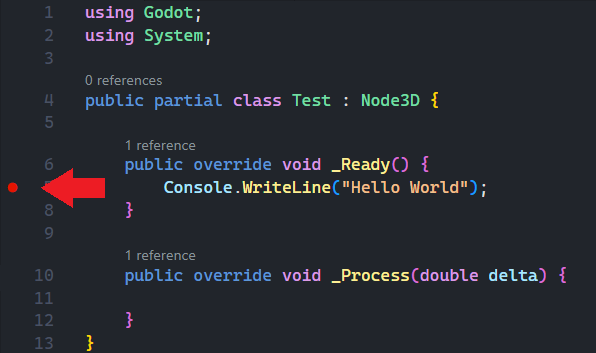 1 using Godot;
2 using System;
3
0 references
4 public partial class Test : Node3D {
5
1 reference
6 public override void _Ready() {
Console.WriteLine("Hello World");
8 }
9
1 reference
10 public override void _Process(double delta) {
11
12 }
13 }